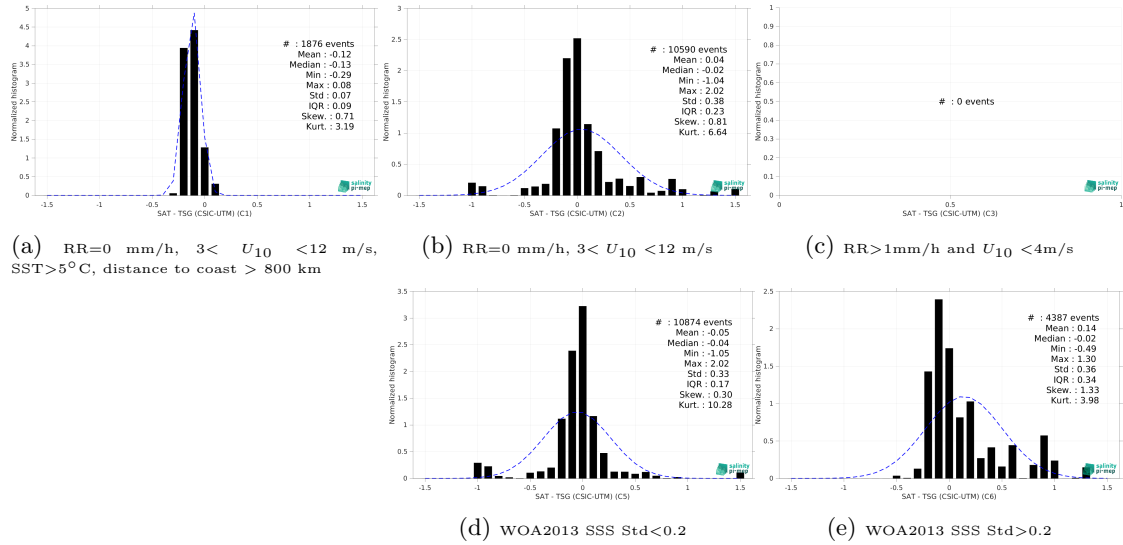 5
4.5
4
3.5
3
2.5
2
1.5
1
0.5
0
Normalized histogram
# : 1876 events
Mean : -0.12
Median : -0.13
Min : -0.29
Max : 0.08
Std : 0.07
IQR : 0.09
Skew. : 0.71
Kurt. : 3.19
salinity
pi-mep
-1.5 -1 -0.5 0 0.5 1 1.5
SAT - TSG (CSIC-UTM) (C1)
(a) RR=0 mm/h, 3< U10 <12 m/s,
SST>5°C, distance to coast > 800 km
3
2.5
2
1.5
1
0.5
0
Normalized histogram
# : 10590 events
Mean : 0.04
Median : -0.02
Min : -1.04
Max : 2.02
Std : 0.38
IQR : 0.23
Skew. : 0.81
Kurt. : 6.64
salinity
pi-mep
-1.5 -1 -0.5 0 0.5 1 1.5
SAT - TSG (CSIC-UTM) (C2)
(b) RR=0 mm/h, 3< U10 <12 m/s
1
0.9
0.8
0.7
0.6
0.5
0.4
0.3
0.2
0.1
0
Normalized histogram
# : 0 events
salinity
pi-mep
0 0.5 1
SAT - TSG (CSIC-UTM) (C3)
(c) RR>1mm/h and U10 <4m/s
3.5
3
2.5
2
1.5
1
0.5
0
Normalized histogram
# : 10874 events
Mean : -0.05
Median : -0.04
Min : -1.05
Max : 2.02
Std : 0.33
IQR : 0.17
Skew. : 0.30
Kurt. : 10.28
salinity
pi-mep
-1.5 -1 -0.5 0 0.5 1 1.5
SAT - TSG (CSIC-UTM) (C5)
(d) WOA2013 SSS Std<0.2
2.5
2
1.5
1
0.5
0
Normalized histogram
# : 4387 events
Mean : 0.14
Median : -0.02
Min : -0.49
Max : 1.30
Std : 0.36
IQR : 0.34
Skew. : 1.33
Kurt. : 3.98
salinity
pi-mep
-1.5 -1 -0.5 0 0.5 1 1.5
SAT - TSG (CSIC-UTM) (C6)
(e) WOA2013 SSS Std>0.2